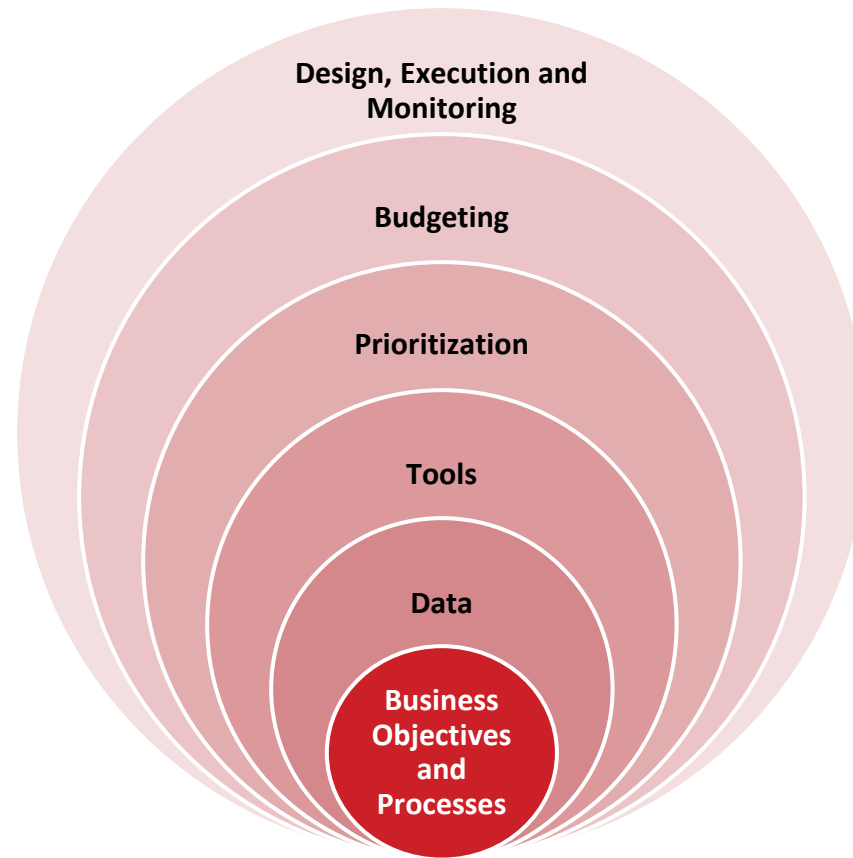 Design, Execution and
Monitoring
Budgeting
Prioritization
Tools
Data
Business
Objectives
and
Processes